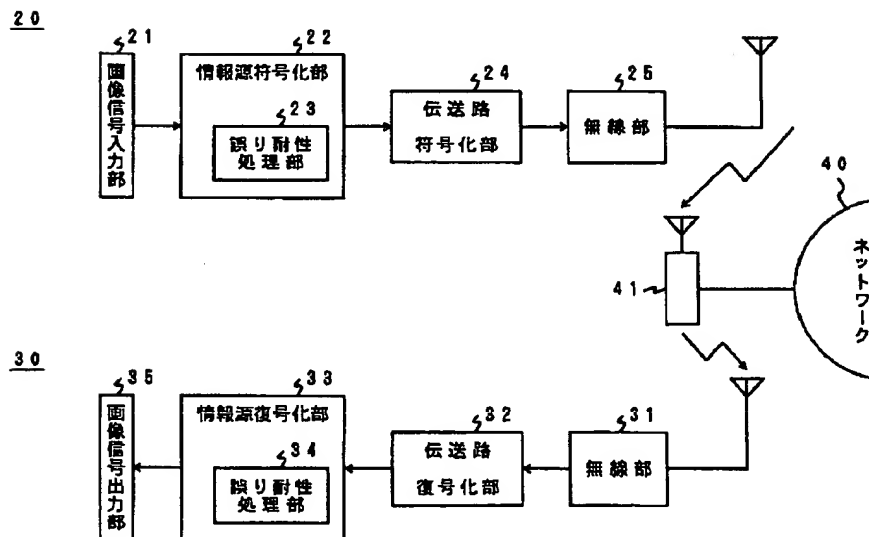 20
21
画像信号入力部
22
情報源符号化部
23
誤り耐性
処理部
24
伝送路
符号化部
25
無線部
40
ネットワーク
41
30
35
画像信号出力部
33
情報源復号化部
34
誤り耐性
処理部
32
伝送路
復号化部
31
無線部